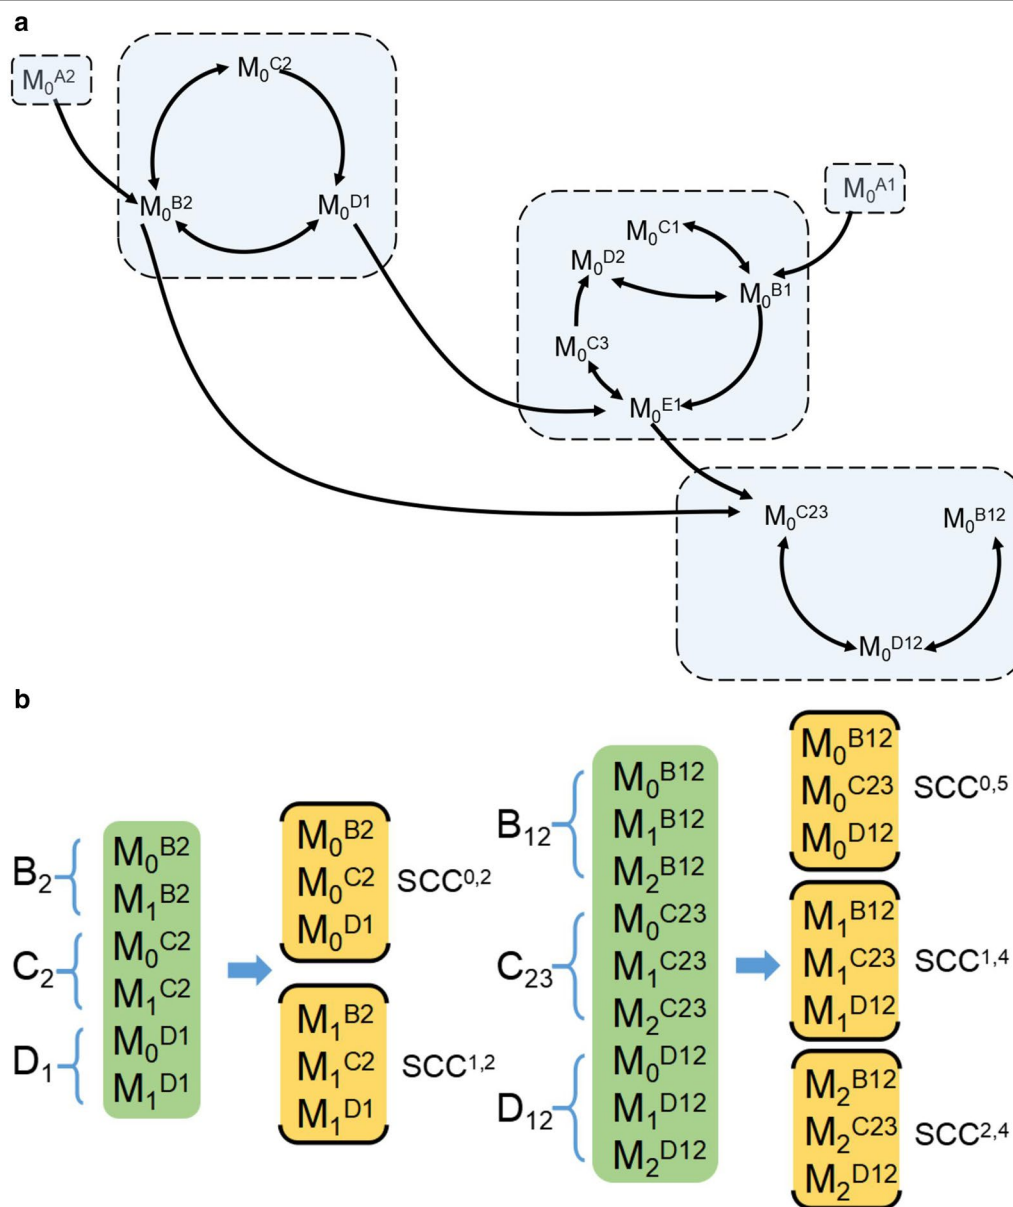 a
M₀ᴬ²
M₀ᶜ²
M₀ᴮ²
M₀ᴰ¹
M₀ᴬ¹
M₀ᶜ¹
M₀ᴰ²
M₀ᴮ¹
M₀ᶜ³
M₀ᴱ¹
M₀ᶜ²³
M₀ᴮ¹²
M₀ᴰ¹²
b
B₂
C₂
D₁
M₀ᴮ²
M₁ᴮ²
M₀ᶜ²
M₁ᶜ²
M₀ᴰ¹
M₁ᴰ¹
M₀ᴮ²
M₀ᶜ²
M₀ᴰ¹
SCC⁰,²
M₁ᴮ²
M₁ᶜ²
M₁ᴰ¹
SCC¹,²
B₁₂
C₂₃
D₁₂
M₀ᴮ¹²
M₁ᴮ¹²
M₂ᴮ¹²
M₀ᶜ²³
M₁ᶜ²³
M₂ᶜ²³
M₀ᴰ¹²
M₁ᴰ¹²
M₂ᴰ¹²
M₀ᴮ¹²
M₀ᶜ²³
M₀ᴰ¹²
SCC⁰,⁵
M₁ᴮ¹²
M₁ᶜ²³
M₁ᴰ¹²
SCC¹,⁴
M₂ᴮ¹²
M₂ᶜ²³
M₂ᴰ¹²
SCC²,⁴